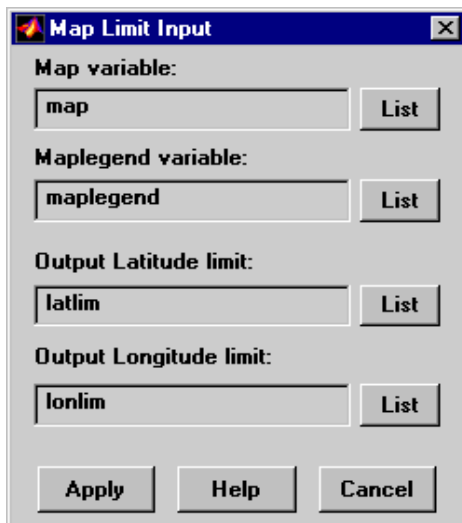 Map Limit Input
Map variable:
map List
Maplegend variable:
maplegend List
Output Latitude limit:
latlim List
Output Longitude limit:
lonlim List
Apply Help Cancel